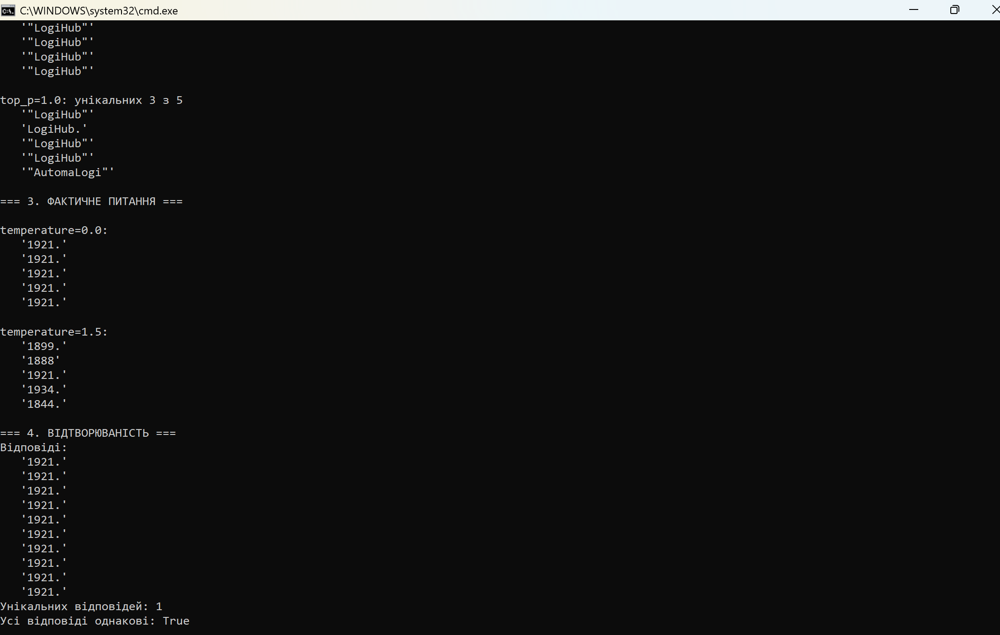 C:\WINDOWS\system32\cmd.exe
'"LogiHub"'
'"LogiHub"'
'"LogiHub"'
'"LogiHub"'
top_p=1.0: унікальних 3 з 5
'"LogiHub"'
'LogiHub.'
'"LogiHub"'
'"LogiHub"'
'"AutomaLogi"'
=== 3. ФАКТИЧНЕ ПИТАННЯ ===
temperature=0.0:
'1921.'
'1921.'
'1921.'
'1921.'
'1921.'
temperature=1.5:
'1899.'
'1888'
'1921.'
'1934.'
'1844.'
=== 4. ВІДТВОРЮВАНІСТЬ ===
Відповіді:
'1921.'
'1921.'
'1921.'
'1921.'
'1921.'
'1921.'
'1921.'
'1921.'
'1921.'
'1921.'
Унікальних відповідей: 1
Усі відповіді однакові: True